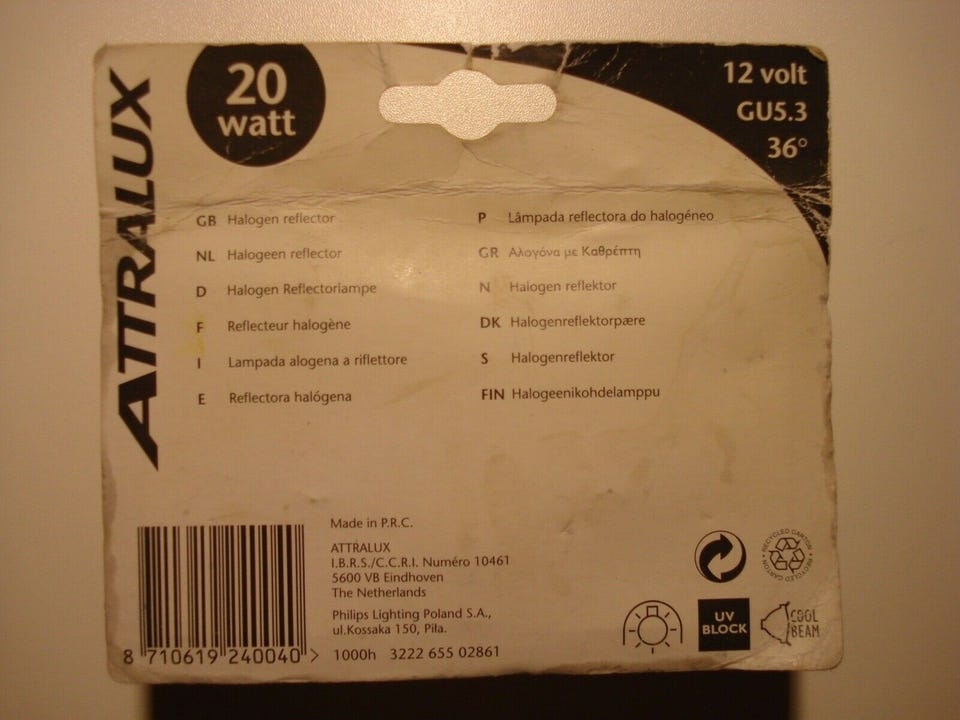 ATTRALUX
20
watt
12 volt
GU5.3
36°
GB Halogen reflector
NL Halogeen reflector
D Halogen Reflectorlampe
F Reflecteur halogène
I Lampada alogena a riflettore
E Reflectora halógena
P Lâmpada reflectora do halogéneo
GR Αλογόνα με Καθρέπτη
N Halogen reflektor
DK Halogenreflektorpære
S Halogenreflektor
FIN Halogeenikohdelamppu
Made in P.R.C.
ATTRALUX
I.B.R.S./C.C.R.I. Numéro 10461
5600 VB Eindhoven
The Netherlands
Philips Lighting Poland S.A.,
ul.Kossaka 150, Piła.
1000h 3222 655 02861
8 710619 240040 >
RECYCLED CARTON • RECYCLED CARTON •
UV
BLOCK
COOL
BEAM